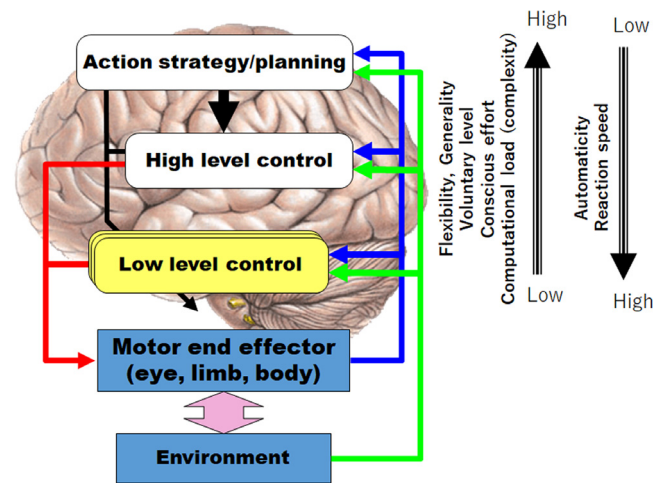 Action strategy/planning
High level control
Low level control
Motor end effector
(eye, limb, body)
Environment
High
Flexibility, Generality
Voluntary level
Conscious effort
Computational load (complexity)
Low
Low
Automaticity
Reaction speed
High